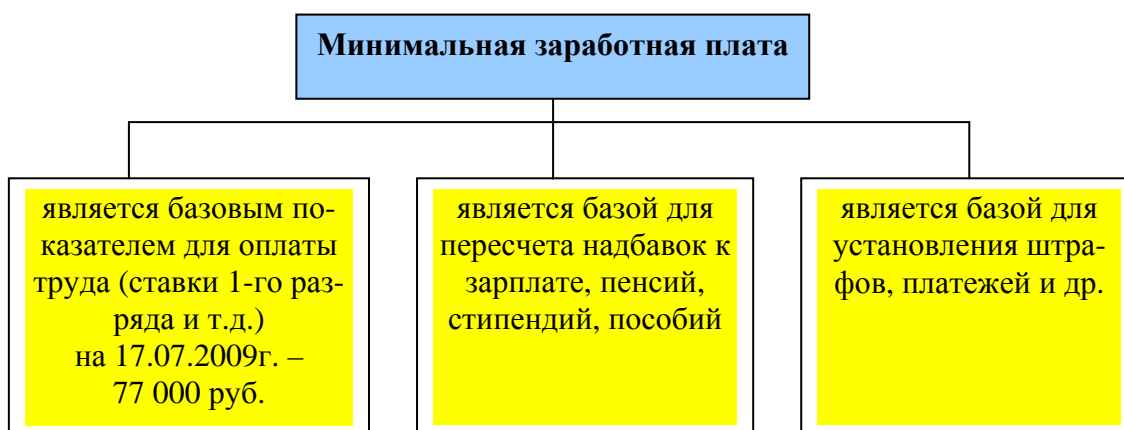 Минимальная заработная плата
является базовым по-
казателем для оплаты
труда (ставки 1-го раз-
ряда и т.д.)
на 17.07.2009г. –
77 000 руб.
является базой для
пересчета надбавок к
зарплате, пенсий,
стипендий, пособий
является базой для
установления штра-
фов, платежей и др.